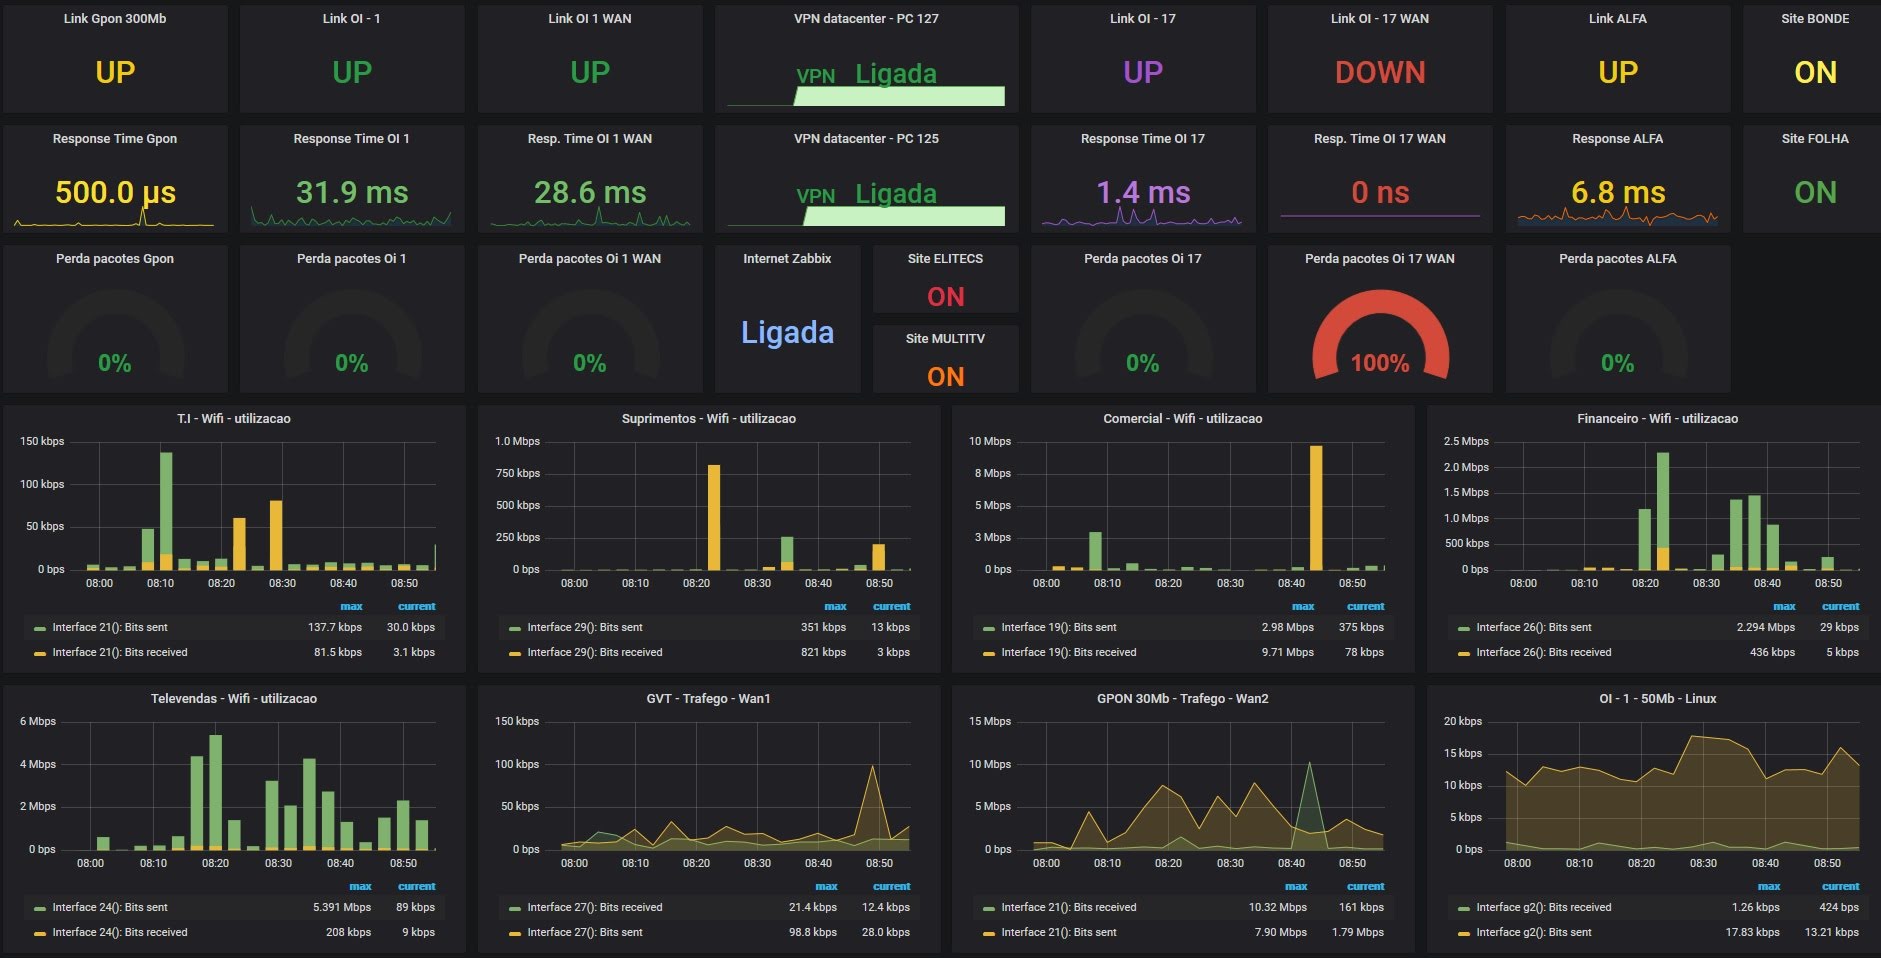 Link Gpon 300Mb
UP
Link OI - 1
UP
Link OI 1 WAN
UP
VPN datacenter - PC 127
VPN Ligada
Link OI - 17
UP
Link OI - 17 WAN
DOWN
Link ALFA
UP
Site BONDE
ON
Response Time Gpon
500.0 µs
Response Time OI 1
31.9 ms
Resp. Time OI 1 WAN
28.6 ms
VPN datacenter - PC 125
VPN Ligada
Response Time OI 17
1.4 ms
Resp. Time OI 17 WAN
0 ns
Response ALFA
6.8 ms
Site FOLHA
ON
Perda pacotes Gpon
0%
Perda pacotes Oi 1
0%
Perda pacotes Oi 1 WAN
0%
Internet Zabbix
Ligada
Site ELITECS
ON
Site MULTITV
ON
Perda pacotes Oi 17
0%
Perda pacotes Oi 17 WAN
100%
Perda pacotes ALFA
0%
T.I - Wifi - utilizacao
150 kbps
100 kbps
50 kbps
0 bps
08:00 08:10 08:20 08:30 08:40 08:50
max current
Interface 21(): Bits sent 137.7 kbps 30.0 kbps
Interface 21(): Bits received 81.5 kbps 3.1 kbps
Suprimentos - Wifi - utilizacao
1.0 Mbps
750 kbps
500 kbps
250 kbps
0 bps
08:00 08:10 08:20 08:30 08:40 08:50
max current
Interface 29(): Bits sent 351 kbps 13 kbps
Interface 29(): Bits received 821 kbps 3 kbps
Comercial - Wifi - utilizacao
10 Mbps
8 Mbps
5 Mbps
3 Mbps
0 bps
08:00 08:10 08:20 08:30 08:40 08:50
max current
Interface 19(): Bits sent 2.98 Mbps 375 kbps
Interface 19(): Bits received 9.71 Mbps 78 kbps
Financeiro - Wifi - utilizacao
2.5 Mbps
2.0 Mbps
1.5 Mbps
1.0 Mbps
500 kbps
0 bps
08:00 08:10 08:20 08:30 08:40 08:50
max current
Interface 26(): Bits sent 2.294 Mbps 29 kbps
Interface 26(): Bits received 436 kbps 5 kbps
Televendas - Wifi - utilizacao
6 Mbps
4 Mbps
2 Mbps
0 bps
08:00 08:10 08:20 08:30 08:40 08:50
max current
Interface 24(): Bits sent 5.391 Mbps 89 kbps
Interface 24(): Bits received 208 kbps 9 kbps
GVT - Trafego - Wan1
150 kbps
100 kbps
50 kbps
0 bps
08:00 08:10 08:20 08:30 08:40 08:50
max current
Interface 27(): Bits received 21.4 kbps 12.4 kbps
Interface 27(): Bits sent 98.8 kbps 28.0 kbps
GPON 30Mb - Trafego - Wan2
15 Mbps
10 Mbps
5 Mbps
0 bps
08:00 08:10 08:20 08:30 08:40 08:50
max current
Interface 21(): Bits received 10.32 Mbps 161 kbps
Interface 21(): Bits sent 7.90 Mbps 1.79 Mbps
OI - 1 - 50Mb - Linux
20 kbps
15 kbps
10 kbps
5 kbps
0 bps
08:00 08:10 08:20 08:30 08:40 08:50
max current
Interface g2(): Bits received 1.26 kbps 424 bps
Interface g2(): Bits sent 17.83 kbps 13.21 kbps